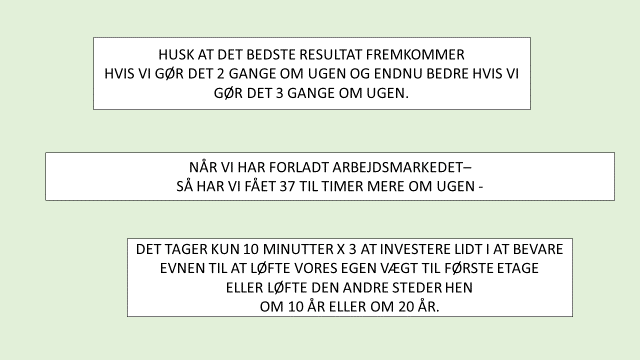 HUSK AT DET BEDSTE RESULTAT FREMKOMMER
HVIS VI GØR DET 2 GANGE OM UGEN OG ENDNU BEDRE HVIS VI
GØR DET 3 GANGE OM UGEN.
NÅR VI HAR FORLADT ARBEJDSMARKEDET–
SÅ HAR VI FÅET 37 TIL TIMER MERE OM UGEN -
DET TAGER KUN 10 MINUTTER X 3 AT INVESTERE LIDT I AT BEVARE
EVNEN TIL AT LØFTE VORES EGEN VÆGT TIL FØRSTE ETAGE
ELLER LØFTE DEN ANDRE STEDER HEN
OM 10 ÅR ELLER OM 20 ÅR.